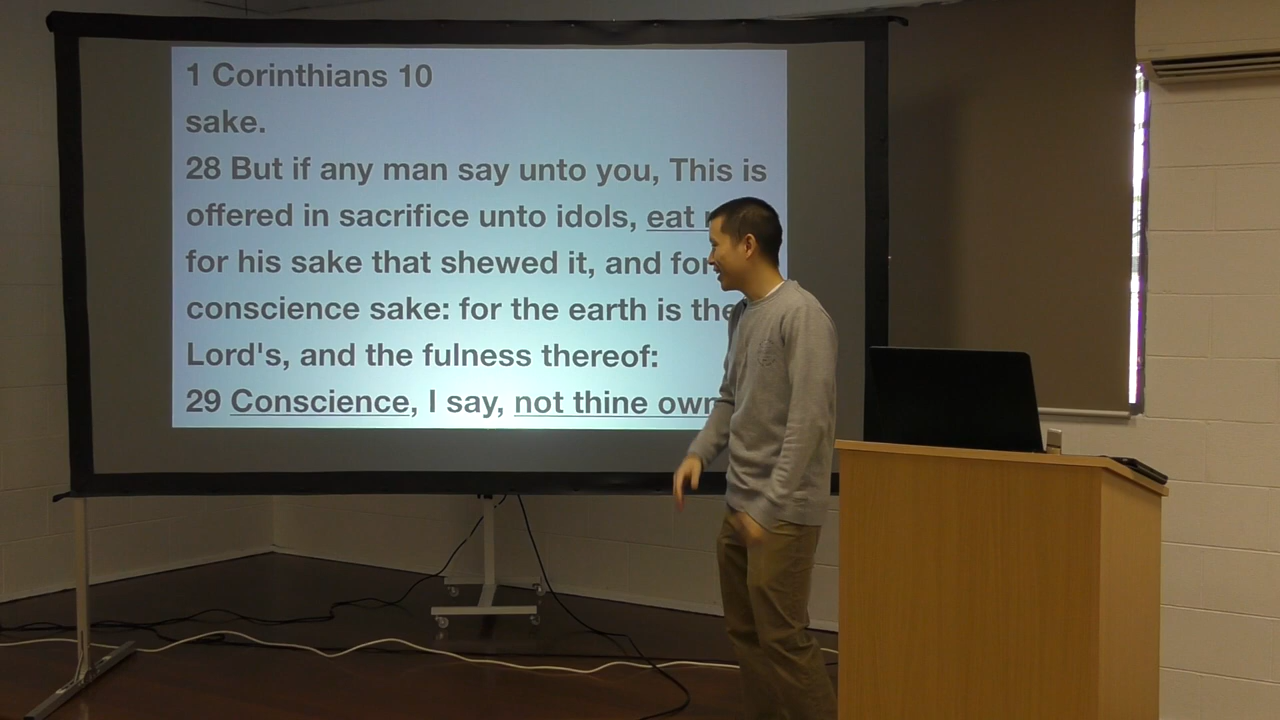 1 Corinthians 10
sake.
28 But if any man say unto you, This is
offered in sacrifice unto idols, eat
for his sake that shewed it, and for
conscience sake: for the earth is the
Lord's, and the fulness thereof:
29 Conscience, I say, not thine own